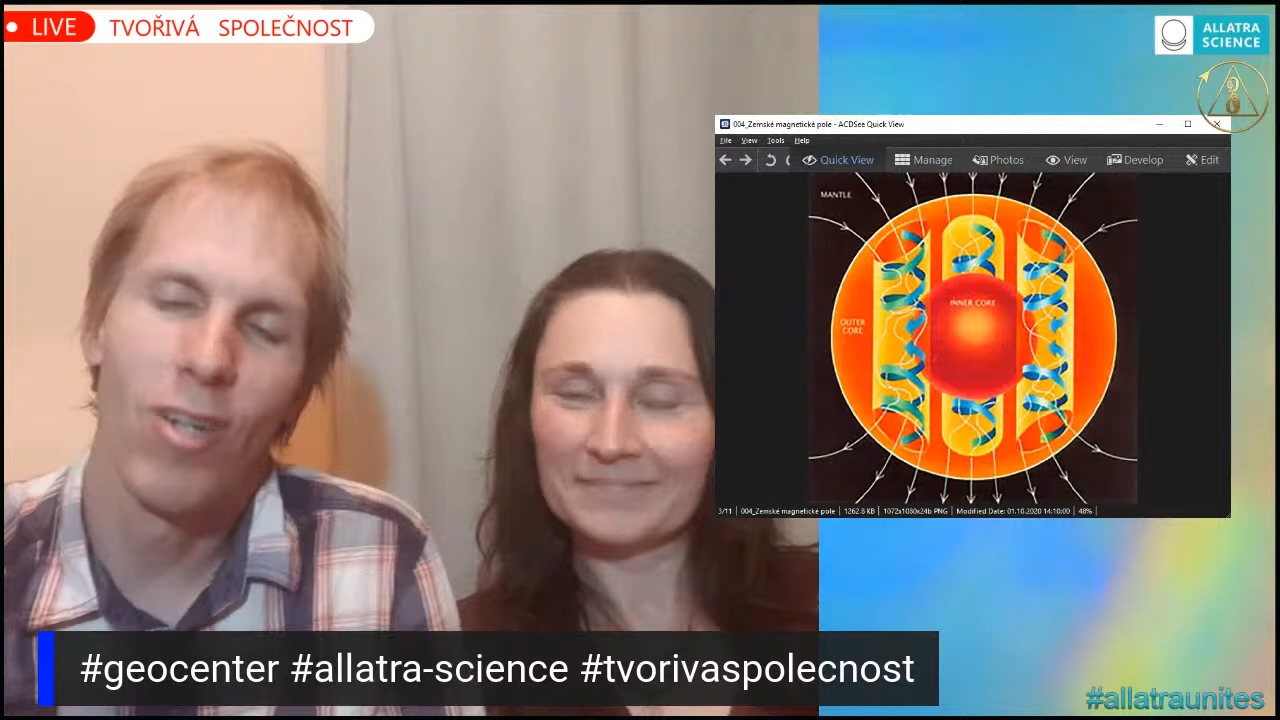 LIVE TVOŘIVÁ SPOLEČNOST
ALLATRA
SCIENCE
004_Zemské magnetické pole - ACDSee Quick View
File View Tools Help
Quick View Manage Photos View Develop Edit
MANTLE
INNER CORE
OUTER
CORE
3/11 004_Zemské magnetické pole 1262.8 KB 1072x1080x24b PNG Modified Date: 01.10.2020 14:10:00 48%
#geocenter #allatra-science #tvorivaspolecnost
#allatraunites